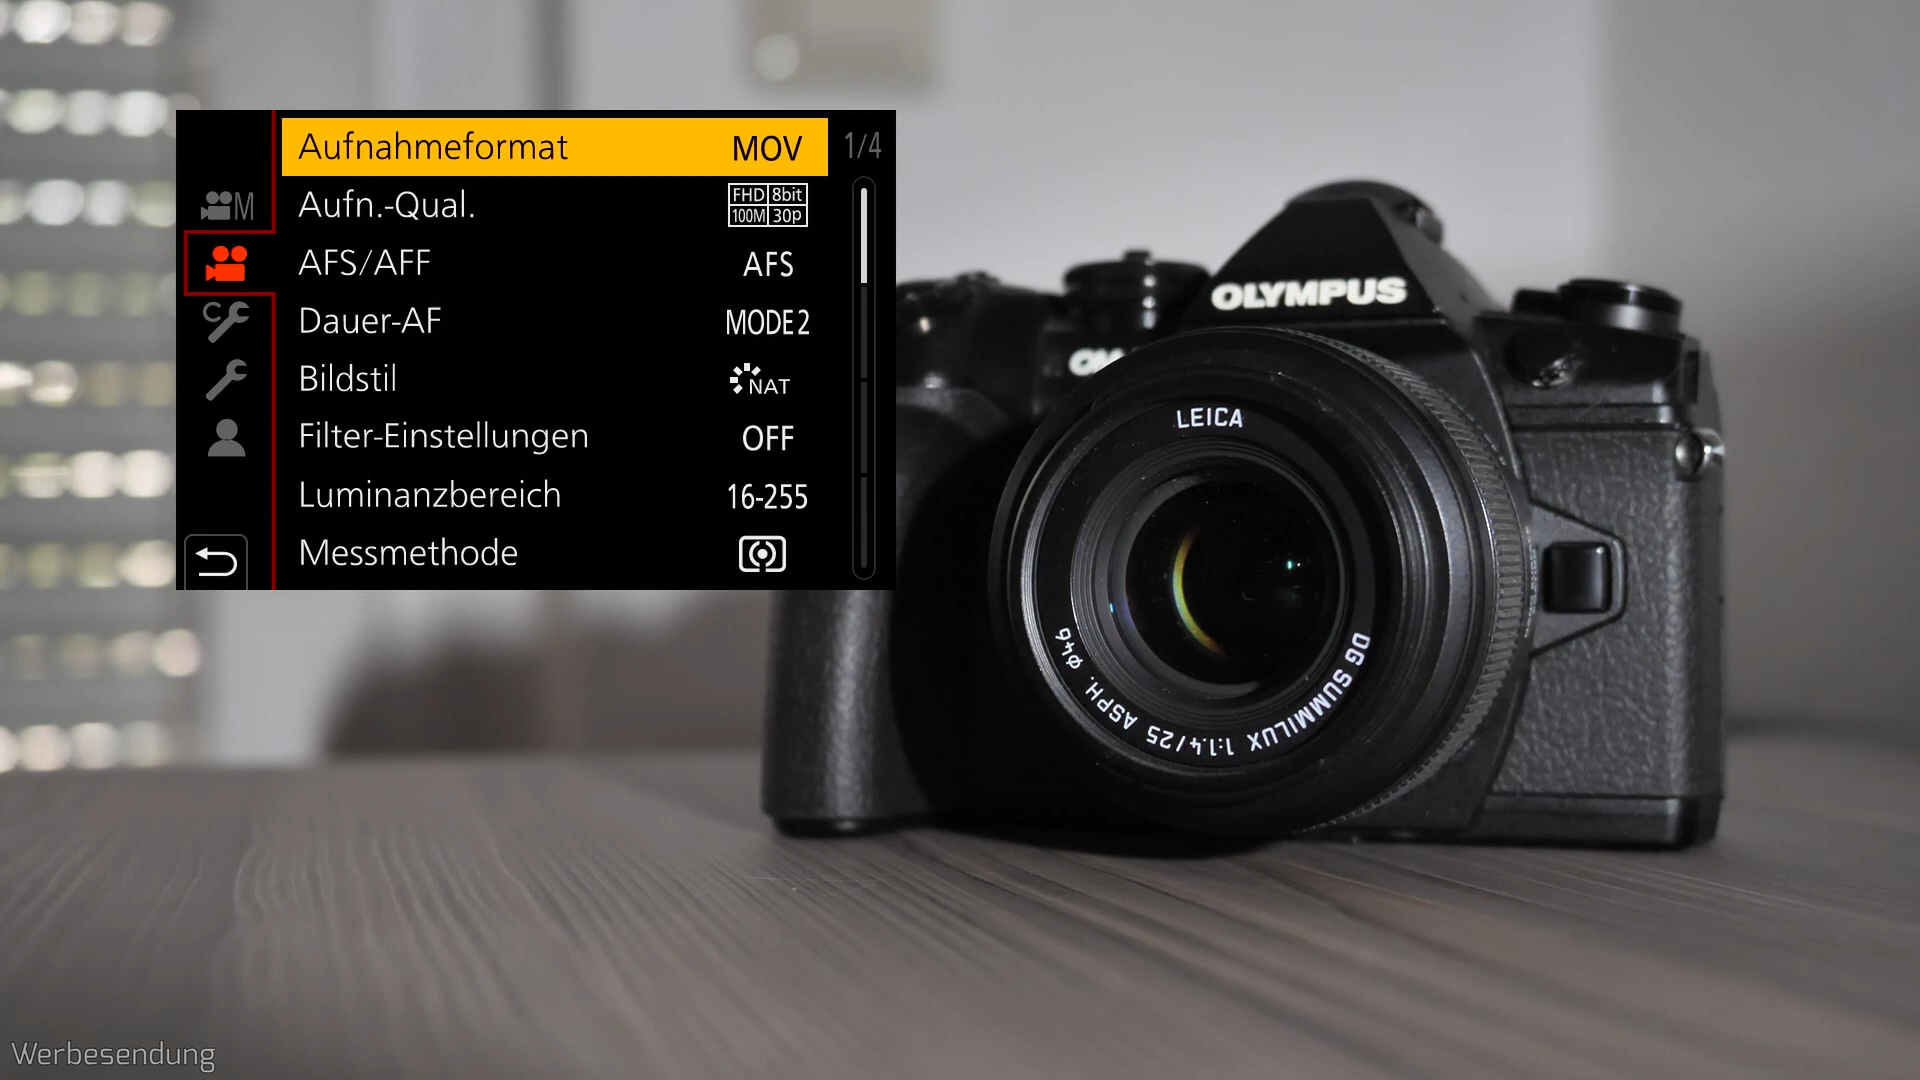 Aufnahmeformat MOV 1/4
M
Aufn.-Qual. FHD 8bit 100M 30p
AFS/AFF AFS
C
Dauer-AF MODE2
Bildstil NAT
Filter-Einstellungen OFF
Luminanzbereich 16-255
Messmethode
OLYMPUS
LEICA
DG SUMMILUX 1:1.4/25 ASPH. ø46
Werbesendung